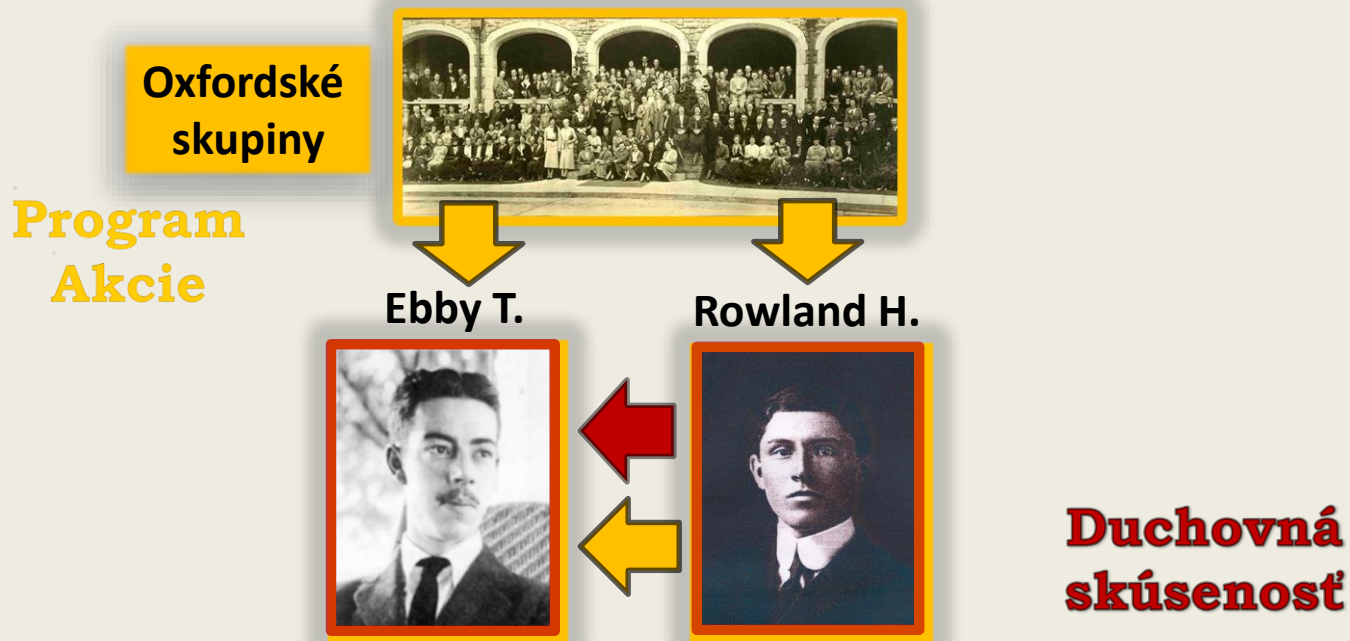 Oxfordské
skupiny
Program
Akcie
Ebby T.
Rowland H.
Duchovná
skúsenosť